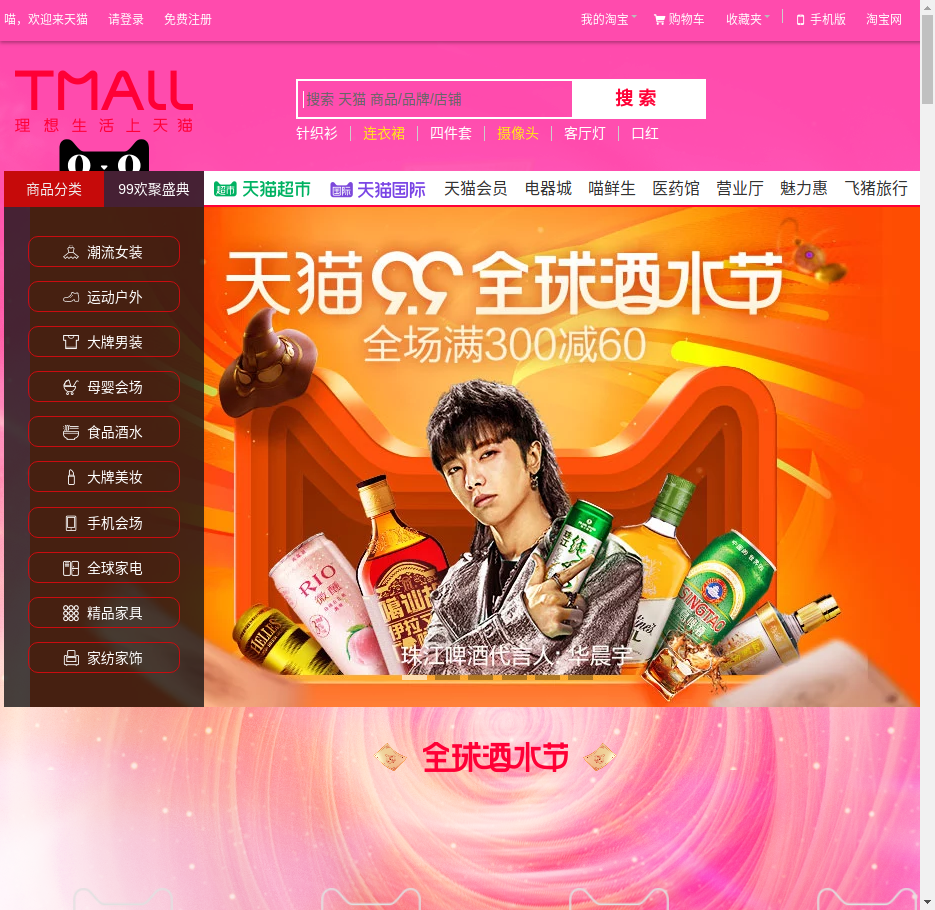 喵，欢迎来天猫 请登录 免费注册 我的淘宝 购物车 收藏夹 手机版 淘宝网
TMALL
理想生活上天猫
搜索 天猫 商品/品牌/店铺 搜 索
针织衫 连衣裙 四件套 摄像头 客厅灯 口红
商品分类 99欢聚盛典 超市 天猫超市 国际 天猫国际 天猫会员 电器城 喵鲜生 医药馆 营业厅 魅力惠 飞猪旅行
潮流女装
运动户外
大牌男装
母婴会场
食品酒水
大牌美妆
手机会场
全球家电
精品家具
家纺家饰
天猫99全球酒水节
全场满300减60
RIO
微醺
SINGTAO
珠江啤酒代言人: 华晨宇
全球酒水节